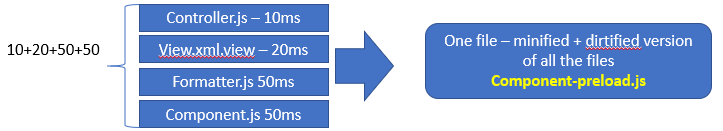 10+20+50+50
Controller.js – 10ms
View.xml.view – 20ms
Formatter.js 50ms
Component.js 50ms
One file – minified + dirtified version
of all the files
Component-preload.js